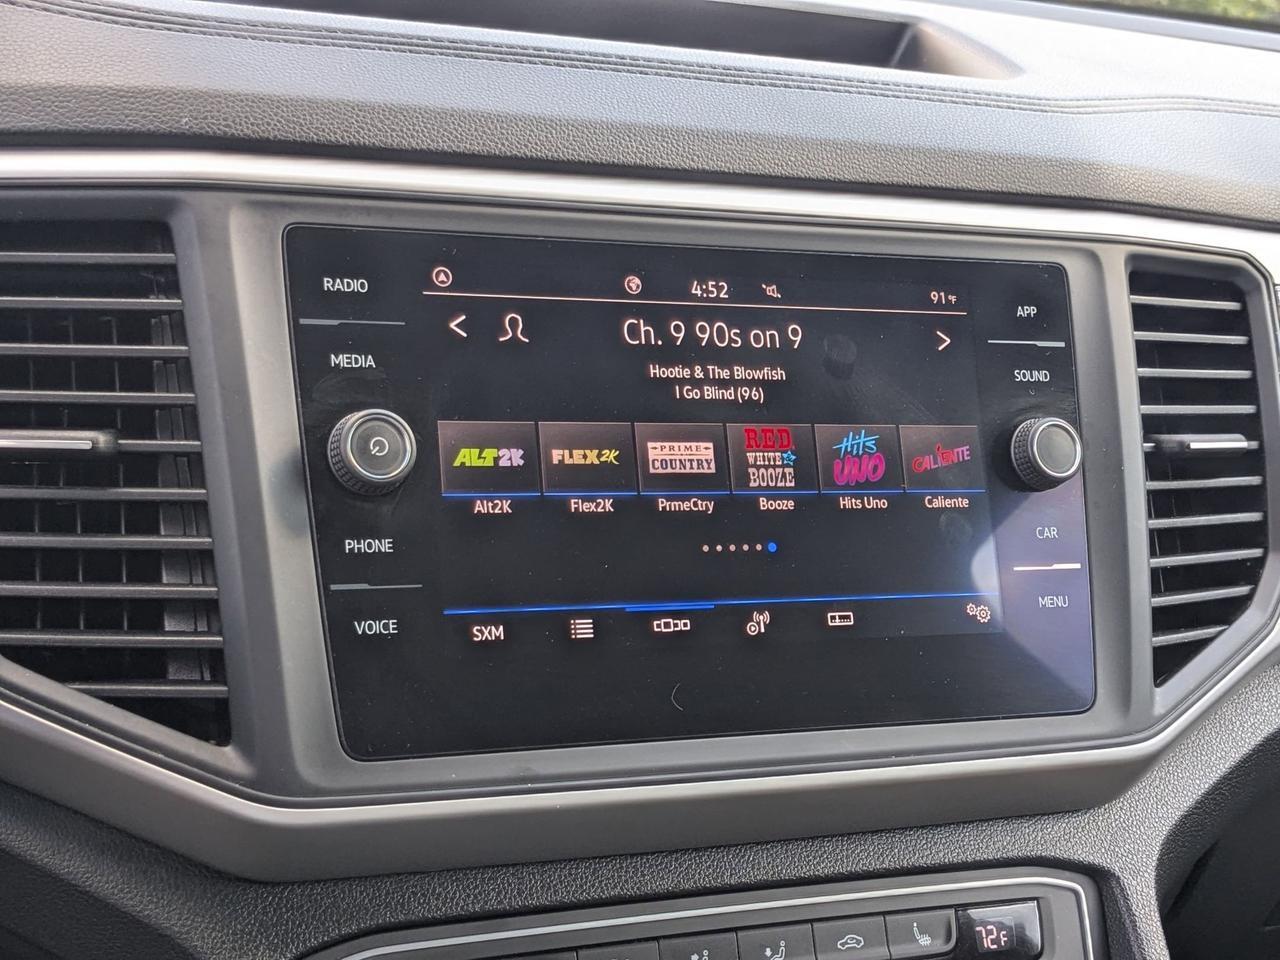 RADIO
MEDIA
PHONE
VOICE
4:52
91°F
Ch. 9 90s on 9
Hootie & The Blowfish
I Go Blind (96)
ALT2K
FLEX2K
PRIME
COUNTRY
RED,
WHITE
BOOZE
Hits
UNO
CALIENTE
Alt2K
Flex2K
PrmeCtry
Booze
Hits Uno
Caliente
SXM
APP
SOUND
CAR
MENU
72°F